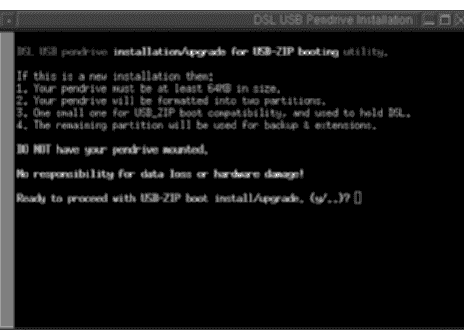 DSL USB Pendrive Installation
DSL USB pendrive installation/upgrade for USB-ZIP booting utility.
If this is a new installation then:
1. Your pendrive must be at least 64MB in size.
2. Your pendrive will be formatted into two partitions.
3. One small one for USB_ZIP boot compatibility, and used to hold DSL.
4. The remaining partition will be used for backup & extensions.
DO NOT have your pendrive mounted.
No responsibility for data loss or hardware damage!
Ready to proceed with USB-ZIP boot install/upgrade. (y/..)?